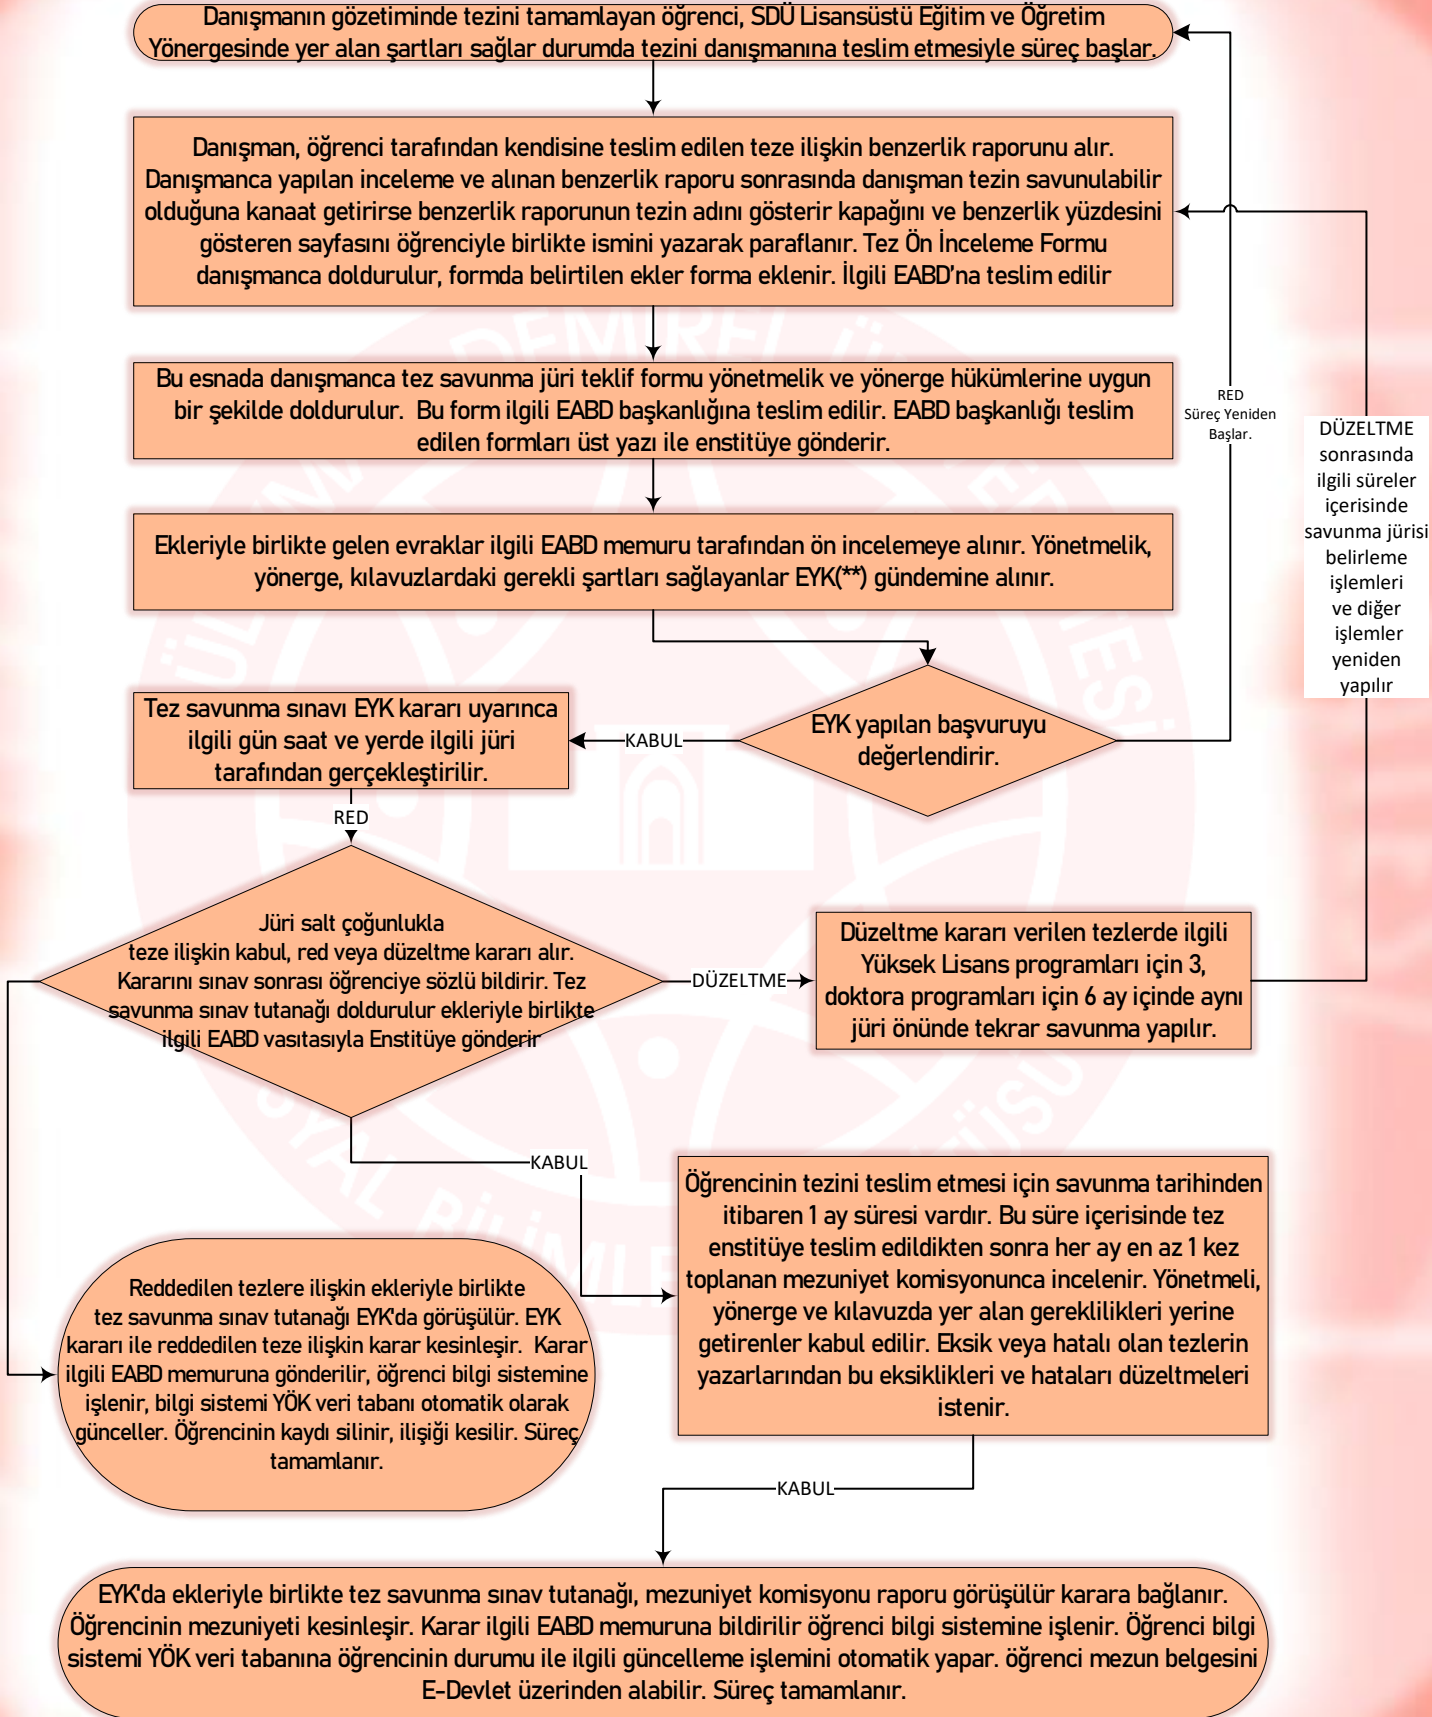 Danışmanın gözetiminde tezini tamamlayan öğrenci, SDÜ Lisansüstü Eğitim ve Öğretim
Yönergesinde yer alan şartları sağlar durumda tezini danışmanına teslim etmesiyle süreç başlar.
Danışman, öğrenci tarafından kendisine teslim edilen teze ilişkin benzerlik raporunu alır.
Danışmanca yapılan inceleme ve alınan benzerlik raporu sonrasında danışman tezin savunulabilir
olduğuna kanaat getirirse benzerlik raporunun tezin adını gösterir kapağını ve benzerlik yüzdesini
gösteren sayfasını öğrenciyle birlikte ismini yazarak paraflanır. Tez Ön İnceleme Formu
danışmanca doldurulur, formda belirtilen ekler forma eklenir. İlgili EABD'na teslim edilir
Bu esnada danışmanca tez savunma jüri teklif formu yönetmelik ve yönerge hükümlerine uygun
bir şekilde doldurulur. Bu form ilgili EABD başkanlığına teslim edilir. EABD başkanlığı teslim
edilen formları üst yazı ile enstitüye gönderir.
RED
Süreç Yeniden
Başlar.
DÜZELTME
sonrasında
ilgili süreler
içerisinde
savunma jürisi
belirleme
işlemleri
ve diğer
işlemler
yeniden
yapılır
Ekleriyle birlikte gelen evraklar ilgili EABD memuru tarafından ön incelemeye alınır. Yönetmelik,
yönerge, kılavuzlardaki gerekli şartları sağlayanlar EYK(**) gündemine alınır.
EYK yapılan başvuruyu
değerlendirir.
KABUL
Tez savunma sınavı EYK kararı uyarınca
ilgili gün saat ve yerde ilgili jüri
tarafından gerçekleştirilir.
RED
Jüri salt çoğunlukla
teze ilişkin kabul, red veya düzeltme kararı alır.
Kararını sınav sonrası öğrenciye sözlü bildirir. Tez
savunma sınav tutanağı doldurulur ekleriyle birlikte
ilgili EABD vasıtasıyla Enstitüye gönderir
DÜZELTME
Düzeltme kararı verilen tezlerde ilgili
Yüksek Lisans programları için 3,
doktora programları için 6 ay içinde aynı
jüri önünde tekrar savunma yapılır.
KABUL
Öğrencinin tezini teslim etmesi için savunma tarihinden
itibaren 1 ay süresi vardır. Bu süre içerisinde tez
enstitüye teslim edildikten sonra her ay en az 1 kez
toplanan mezuniyet komisyonunca incelenir. Yönetmeli,
yönerge ve kılavuzda yer alan gereklilikleri yerine
getirenler kabul edilir. Eksik veya hatalı olan tezlerin
yazarlarından bu eksiklikleri ve hataları düzeltmeleri
istenir.
Reddedilen tezlere ilişkin ekleriyle birlikte
tez savunma sınav tutanağı EYK'da görüşülür. EYK
kararı ile reddedilen teze ilişkin karar kesinleşir. Karar
ilgili EABD memuruna gönderilir, öğrenci bilgi sistemine
işlenir, bilgi sistemi YÖK veri tabanı otomatik olarak
günceller. Öğrencinin kaydı silinir, ilişiği kesilir. Süreç
tamamlanır.
KABUL
EYK'da ekleriyle birlikte tez savunma sınav tutanağı, mezuniyet komisyonu raporu görüşülür karara bağlanır.
Öğrencinin mezuniyeti kesinleşir. Karar ilgili EABD memuruna bildirilir öğrenci bilgi sistemine işlenir. Öğrenci bilgi
sistemi YÖK veri tabanına öğrencinin durumu ile ilgili güncelleme işlemini otomatik yapar. öğrenci mezun belgesini
E-Devlet üzerinden alabilir. Süreç tamamlanır.